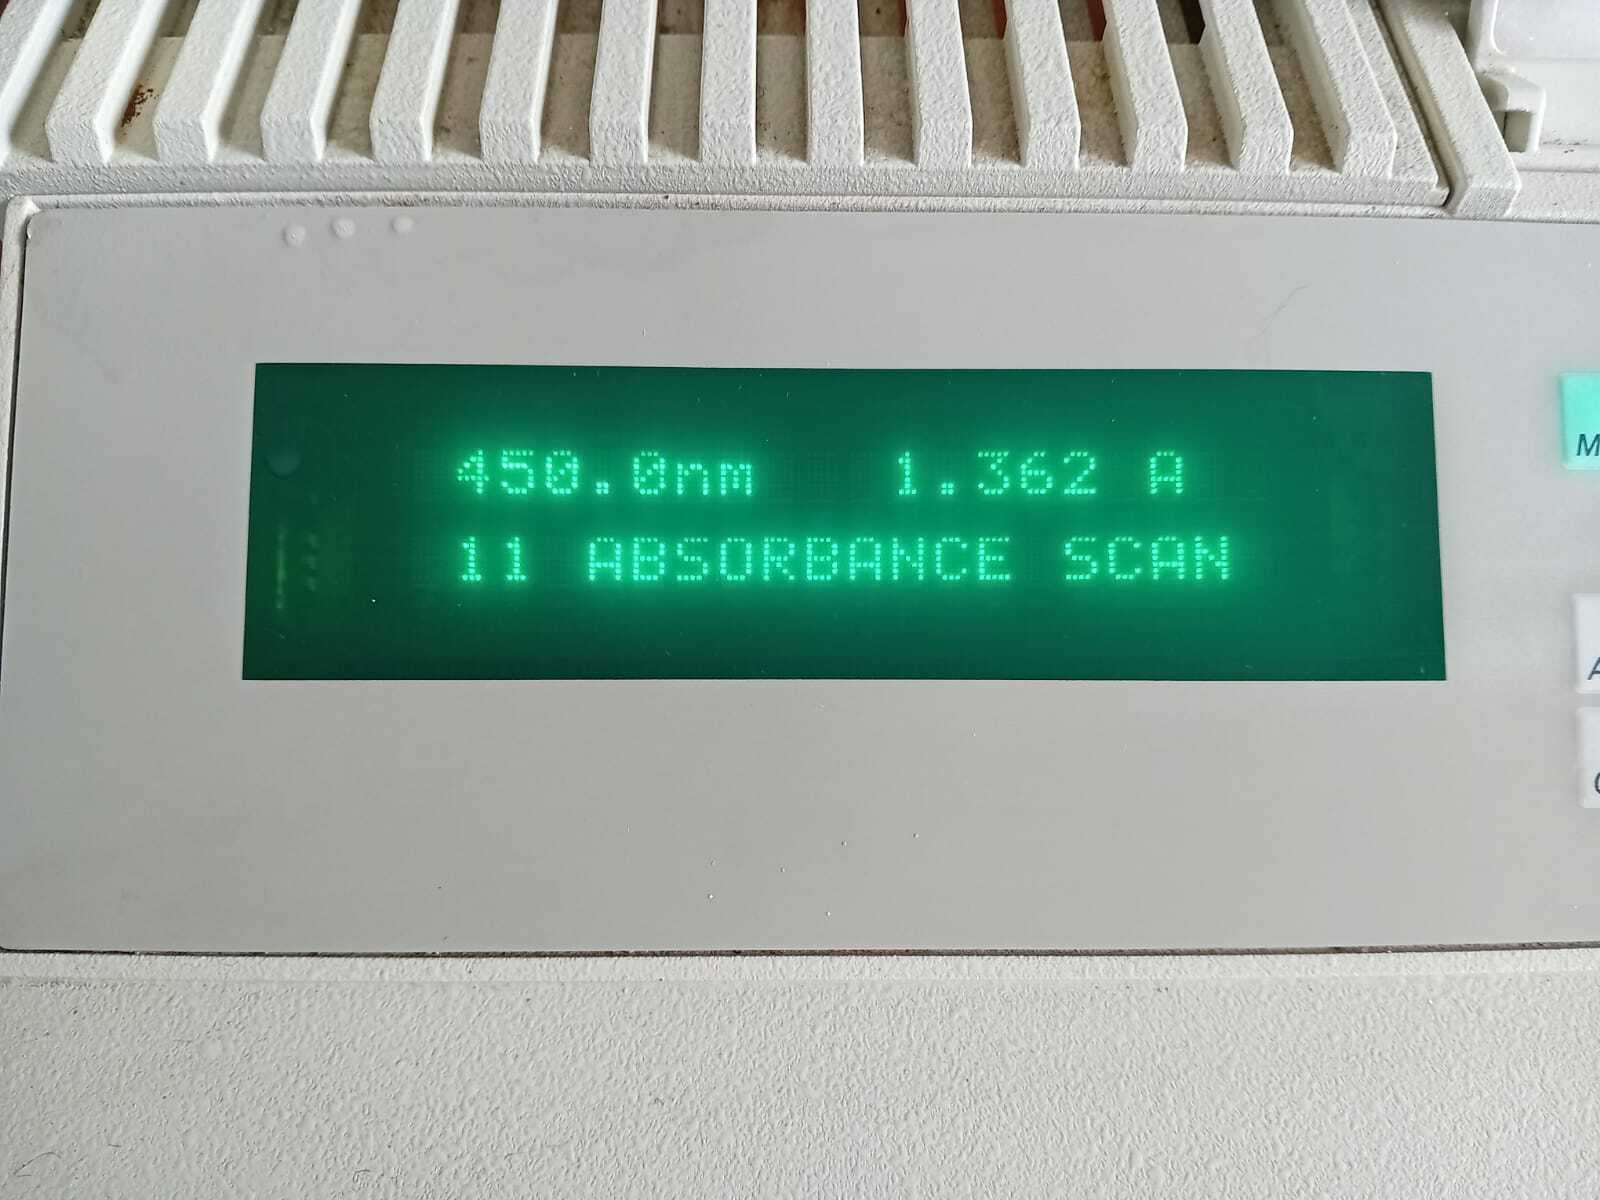 450.0nm 1.362 A
11 ABSORBANCE SCAN
M